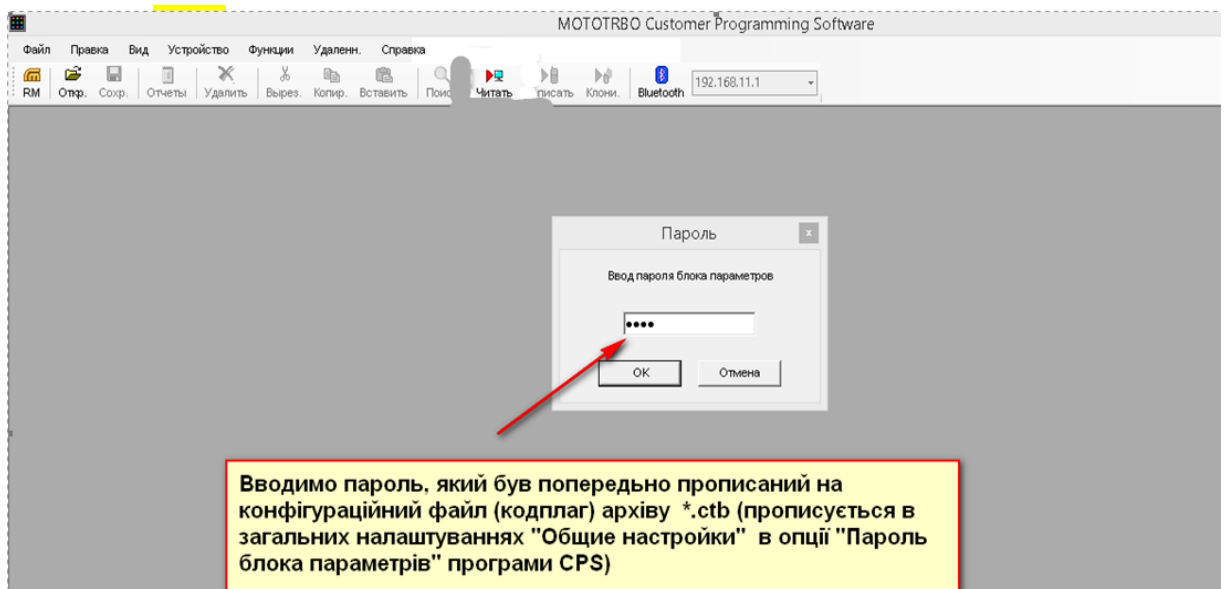 MOTOTRBO Customer Programming Software
Файл Правка Вид Устройство Функции Удаленн. Справка
RM Откр. Сохр. Отчеты Удалить Вырез. Копир. Вставить Читать Клони. Bluetooth 192.168.11.1
Пароль
Ввод пароля блока параметров
••••
OK Отмена
Вводимо пароль, який був попередьно прописаний на
конфігураційний файл (кодплаг) архіву *.ctb (прописується в
загальних налаштуваннях "Общие настройки" в опції "Пароль
блока параметрів" програми CPS)